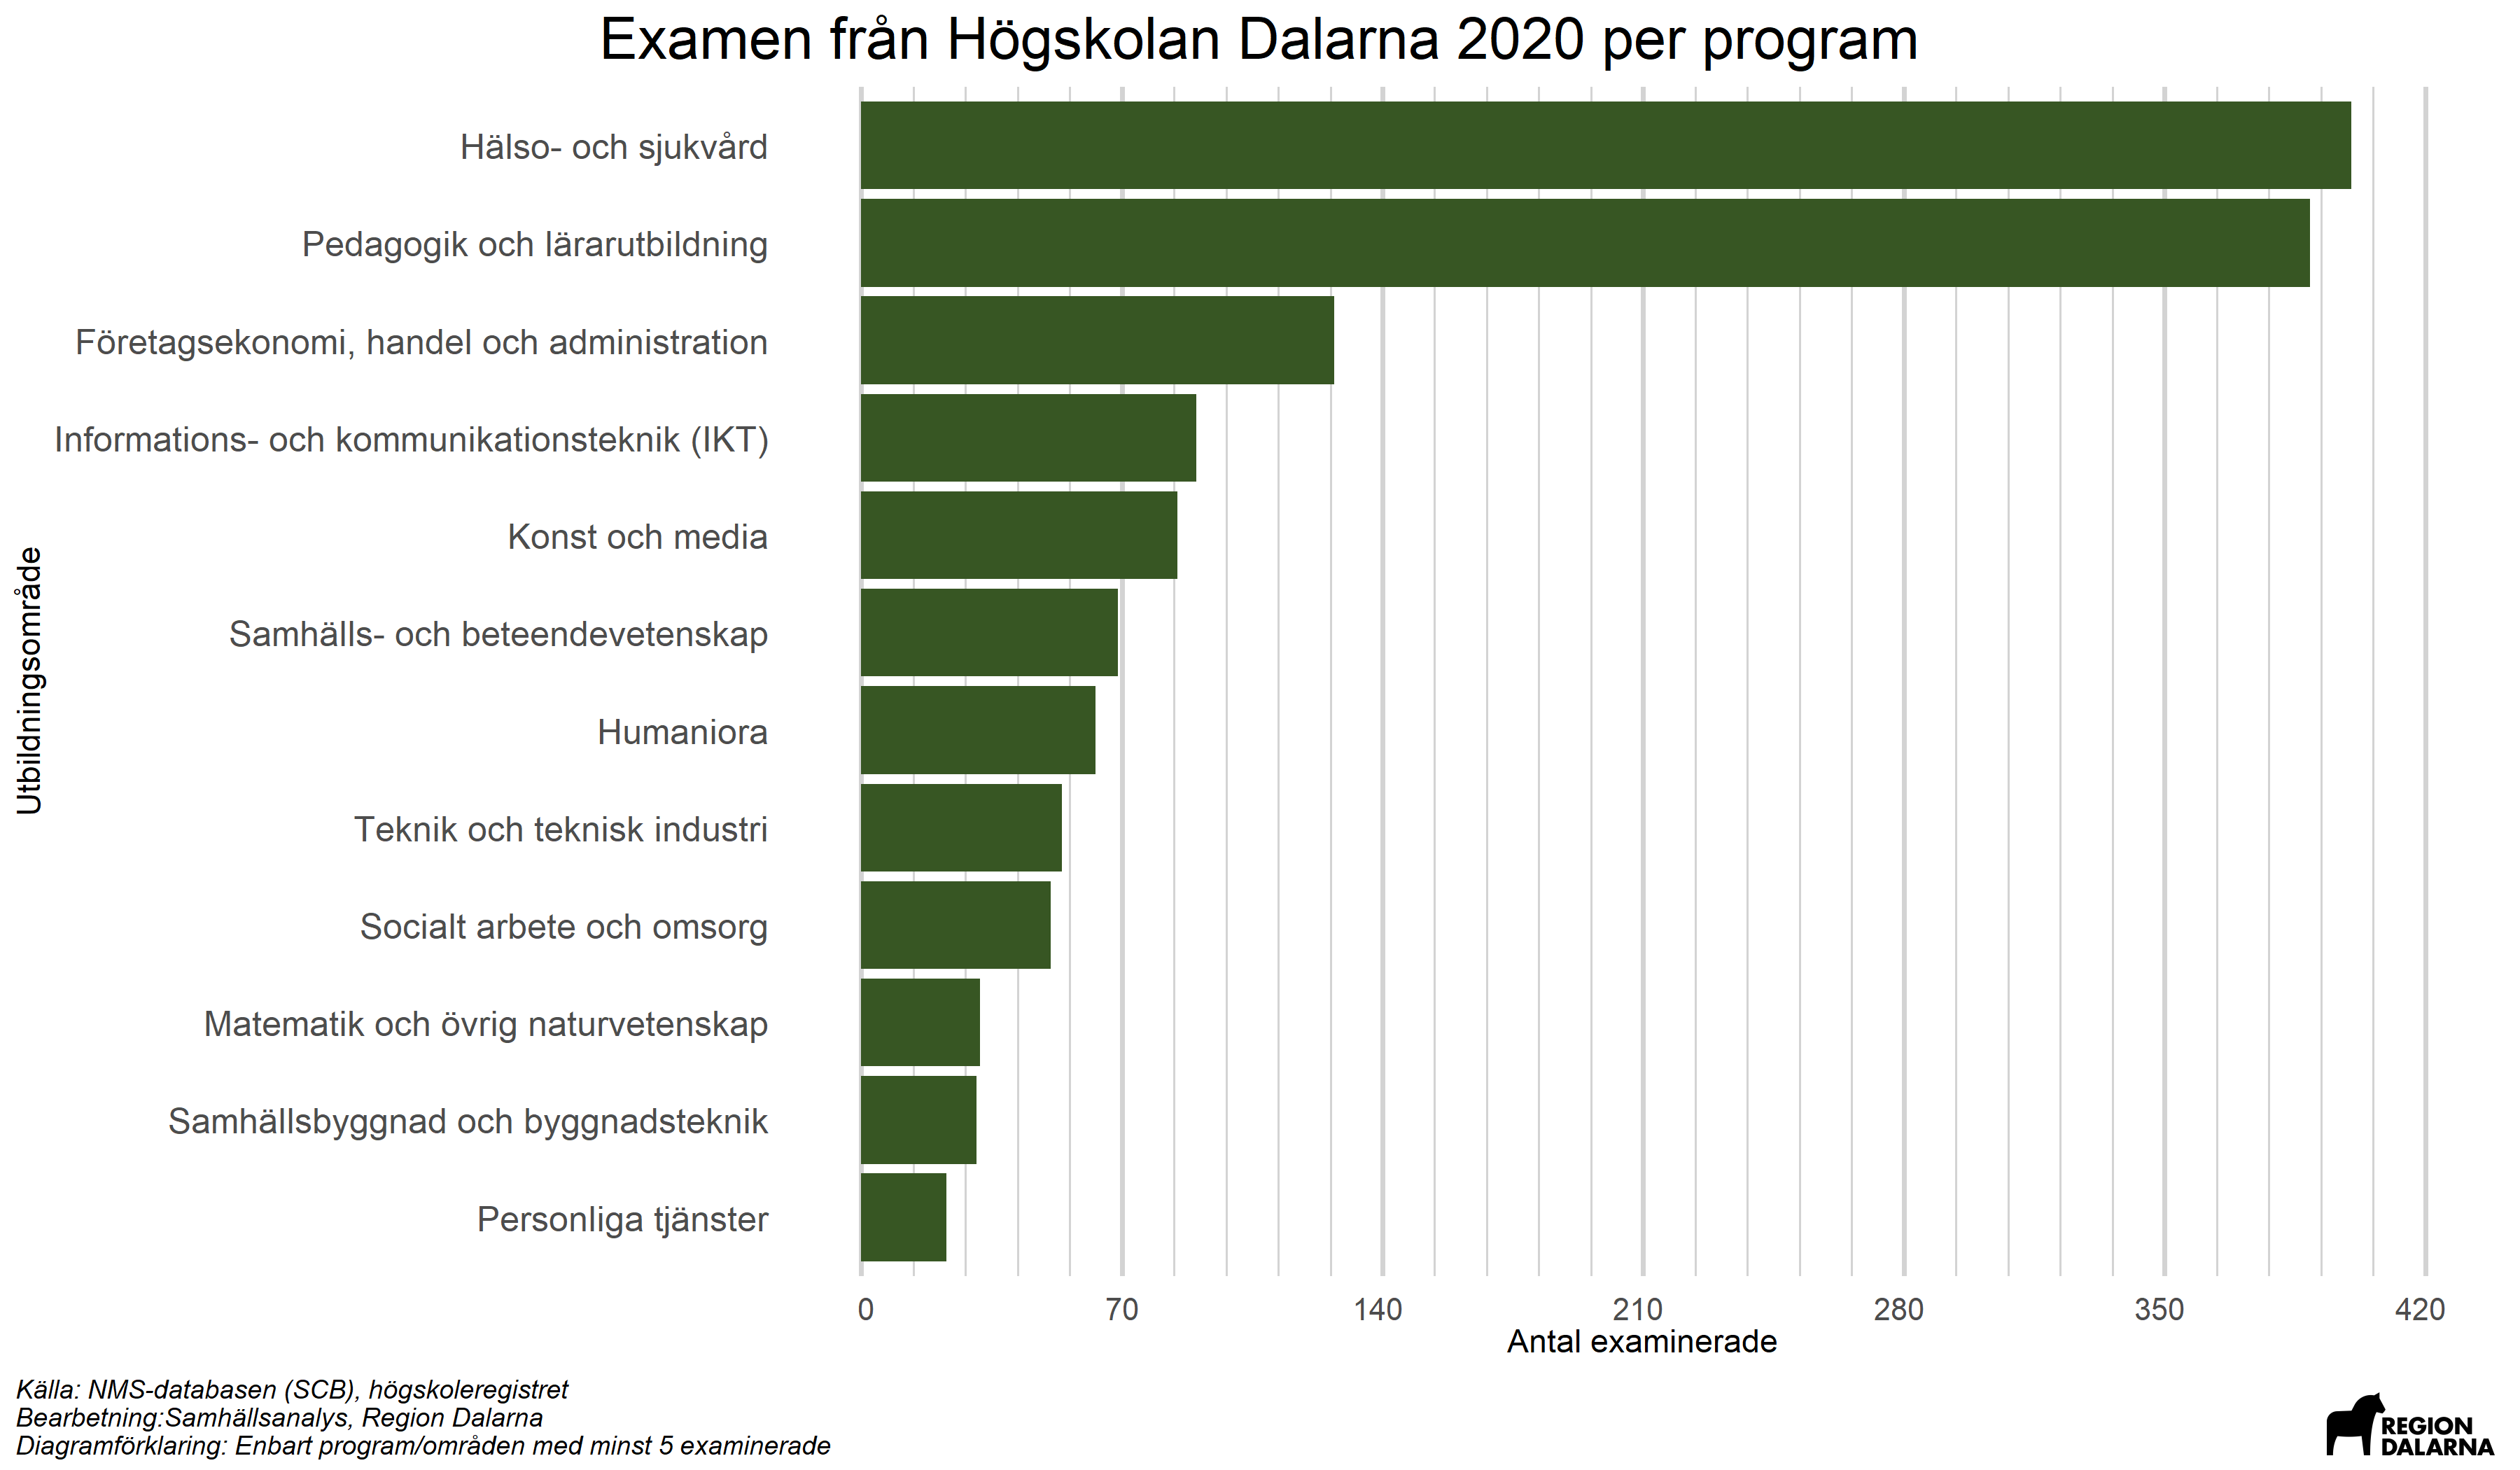 Examen från Högskolan Dalarna 2020 per program
Hälso- och sjukvård
Pedagogik och lärarutbildning
Företagsekonomi, handel och administration
Informations- och kommunikationsteknik (IKT)
Konst och media
Samhälls- och beteendevetenskap
Humaniora
Teknik och teknisk industri
Socialt arbete och omsorg
Matematik och övrig naturvetenskap
Samhällsbyggnad och byggnadsteknik
Personliga tjänster
Utbildningsområde
0 70 140 210 280 350 420
Antal examinerade
Källa: NMS-databasen (SCB), högskoleregistret
Bearbetning:Samhällsanalys, Region Dalarna
Diagramförklaring: Enbart program/områden med minst 5 examinerade
REGION
DALARNA